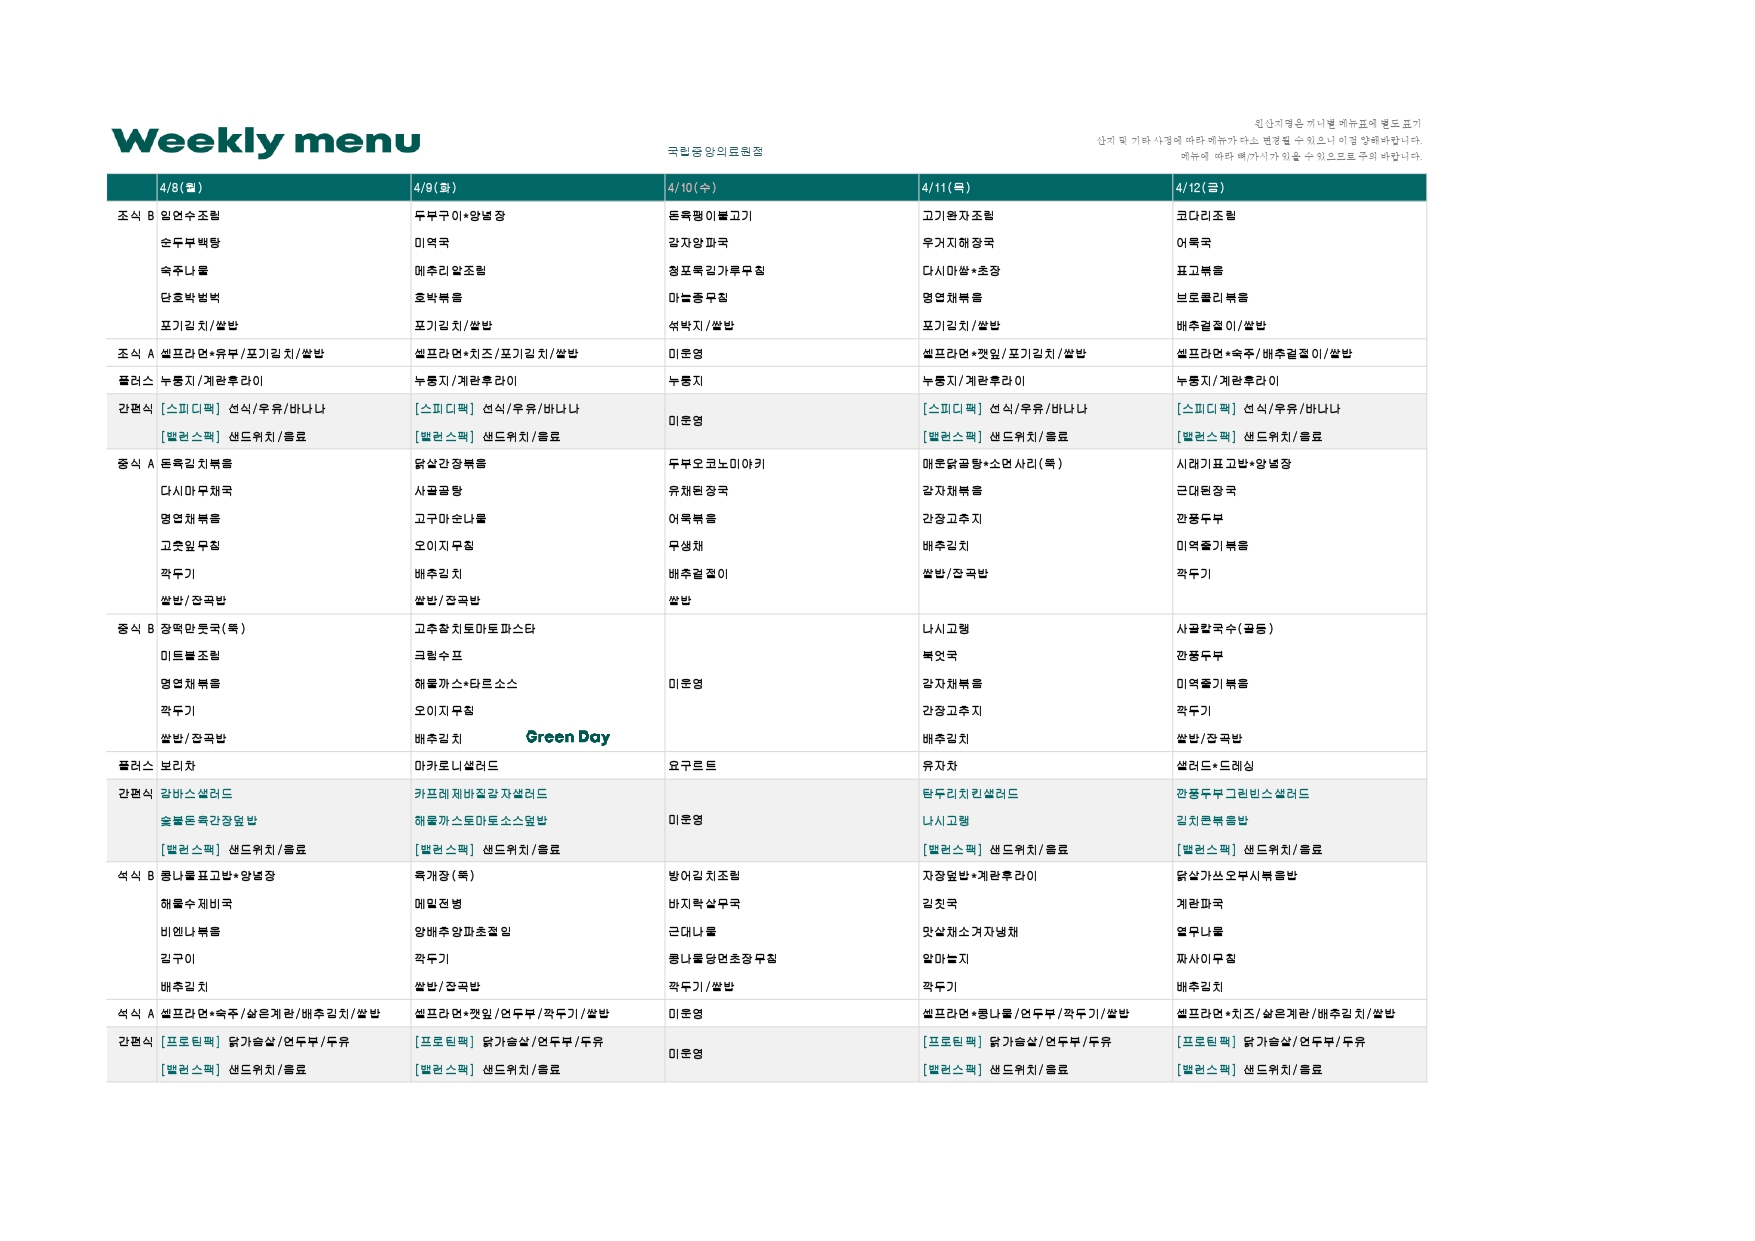 Weekly menu
국립중앙의료원점
원산지명은 끼니별 메뉴표에 별도 표기
산지 및 기타 사정에 따라 메뉴가 다소 변경될 수 있으니 이점 양해바랍니다.
메뉴에 따라 뼈/가시가 있을 수 있으므로 주의 바랍니다.
4/8(월) 4/9(화) 4/10(수) 4/11(목) 4/12(금)
조식 B 임연수조림 두부구이*양념장 돈육팽이불고기 고기완자조림 코다리조림
순두부백탕 미역국 감자양파국 우거지해장국 어묵국
숙주나물 메추리알조림 청포묵김가루무침 다시마쌈*초장 표고볶음
단호박범벅 호박볶음 마늘종무침 명엽채볶음 브로콜리볶음
포기김치/쌀밥 포기김치/쌀밥 섞박지/쌀밥 포기김치/쌀밥 배추겉절이/쌀밥
조식 A 셀프라면*유부/포기김치/쌀밥 셀프라면*치즈/포기김치/쌀밥 미운영 셀프라면*깻잎/포기김치/쌀밥 셀프라면*숙주/배추겉절이/쌀밥
플러스 누룽지/계란후라이 누룽지/계란후라이 누룽지 누룽지/계란후라이 누룽지/계란후라이
간편식 [스피디팩] 선식/우유/바나나 [스피디팩] 선식/우유/바나나 미운영 [스피디팩] 선식/우유/바나나 [스피디팩] 선식/우유/바나나
[밸런스팩] 샌드위치/음료 [밸런스팩] 샌드위치/음료 [밸런스팩] 샌드위치/음료 [밸런스팩] 샌드위치/음료
중식 A 돈육김치볶음 닭살간장볶음 두부오코노미야키 매운닭곰탕*소면사리(뚝) 시래기표고밥*양념장
다시마무채국 사골곰탕 유채된장국 감자채볶음 근대된장국
명엽채볶음 고구마순나물 어묵볶음 간장고추지 깐풍두부
고춧잎무침 오이지무침 무생채 배추김치 미역줄기볶음
깍두기 배추김치 배추겉절이 쌀밥/잡곡밥 깍두기
쌀밥/잡곡밥 쌀밥/잡곡밥 쌀밥
중식 B 장떡만둣국(뚝) 고추참치토마토파스타 나시고랭 사골칼국수(골동)
미트볼조림 크림수프 북엇국 깐풍두부
명엽채볶음 해물까스*타르소스 미운영 감자채볶음 미역줄기볶음
깍두기 오이지무침 간장고추지 깍두기
쌀밥/잡곡밥 배추김치 Green Day 배추김치 쌀밥/잡곡밥
플러스 보리차 마카로니샐러드 요구르트 유자차 샐러드*드레싱
간편식 감바스샐러드 카프레제바질감자샐러드 탄두리치킨샐러드 깐풍두부그린빈스샐러드
숯불돈육간장덮밥 해물까스토마토소스덮밥 미운영 나시고랭 김치콘볶음밥
[밸런스팩] 샌드위치/음료 [밸런스팩] 샌드위치/음료 [밸런스팩] 샌드위치/음료 [밸런스팩] 샌드위치/음료
석식 B 콩나물표고밥*양념장 육개장(뚝) 방어김치조림 자장덮밥*계란후라이 닭살가쓰오부시볶음밥
해물수제비국 메밀전병 바지락살무국 김칫국 계란파국
비엔나볶음 양배추양파초절임 근대나물 맛살채소겨자냉채 열무나물
김구이 깍두기 콩나물당면초장무침 알마늘지 짜사이무침
배추김치 쌀밥/잡곡밥 깍두기/쌀밥 깍두기 배추김치
석식 A 셀프라면*숙주/삶은계란/배추김치/쌀밥 셀프라면*깻잎/연두부/깍두기/쌀밥 미운영 셀프라면*콩나물/연두부/깍두기/쌀밥 셀프라면*치즈/삶은계란/배추김치/쌀밥
간편식 [프로틴팩] 닭가슴살/연두부/두유 [프로틴팩] 닭가슴살/연두부/두유 미운영 [프로틴팩] 닭가슴살/연두부/두유 [프로틴팩] 닭가슴살/연두부/두유
[밸런스팩] 샌드위치/음료 [밸런스팩] 샌드위치/음료 [밸런스팩] 샌드위치/음료 [밸런스팩] 샌드위치/음료